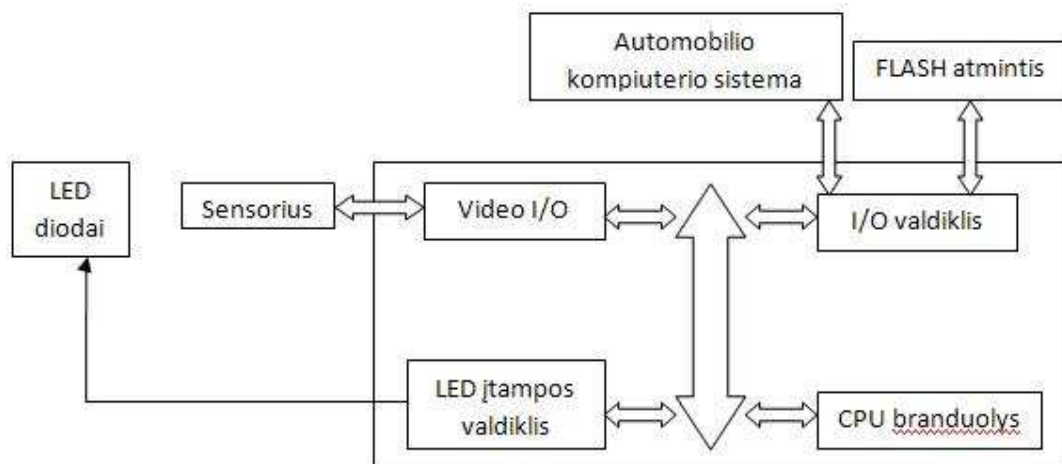 Automobilio
kompiuterio sistema
FLASH atmintis
LED
diodai
Sensorius
Video I/O
I/O valdiklis
LED įtampos
valdiklis
CPU branduolys